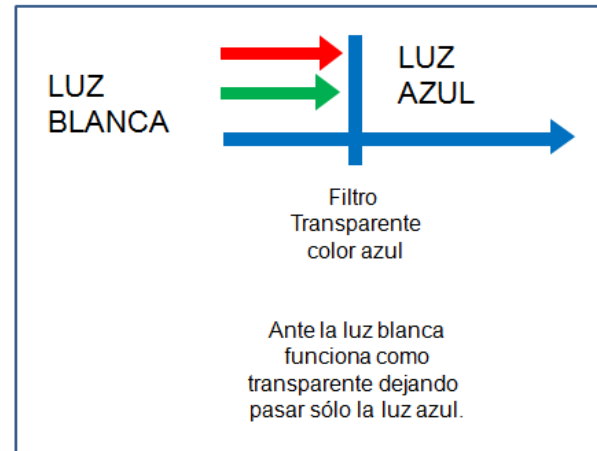 LUZ
BLANCA
LUZ
AZUL
Filtro
Transparente
color azul
Ante la luz blanca
funciona como
transparente dejando
pasar sólo la luz azul.